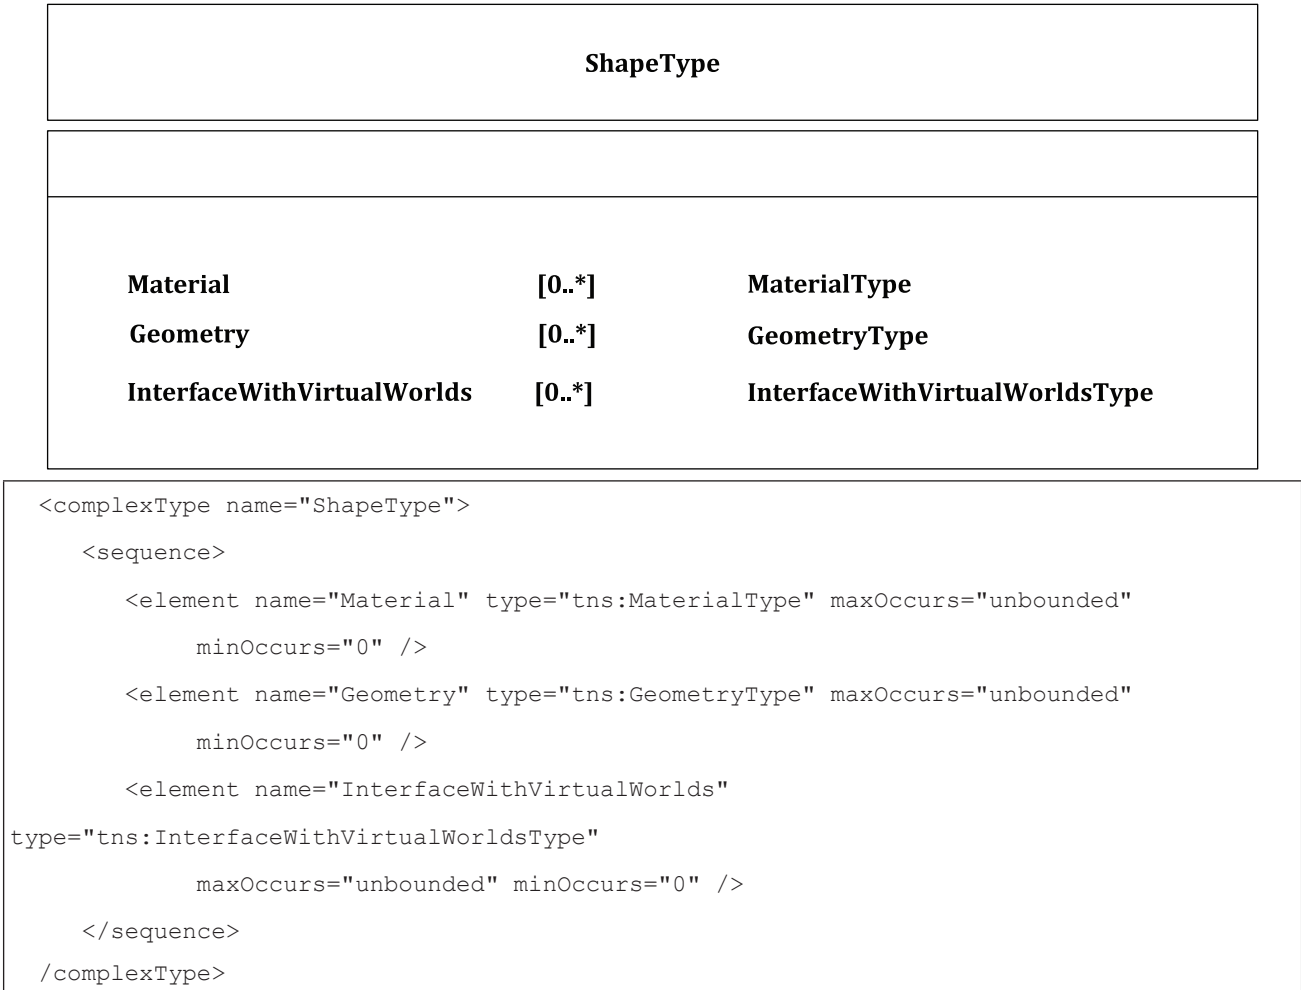 ShapeType
Material [0..*] MaterialType
Geometry [0..*] GeometryType
InterfaceWithVirtualWorlds [0..*] InterfaceWithVirtualWorldsType
<complexType name="ShapeType">
<sequence>
<element name="Material" type="tns:MaterialType" maxOccurs="unbounded"
minOccurs="0" />
<element name="Geometry" type="tns:GeometryType" maxOccurs="unbounded"
minOccurs="0" />
<element name="InterfaceWithVirtualWorlds"
type="tns:InterfaceWithVirtualWorldsType"
maxOccurs="unbounded" minOccurs="0" />
</sequence>
/complexType>